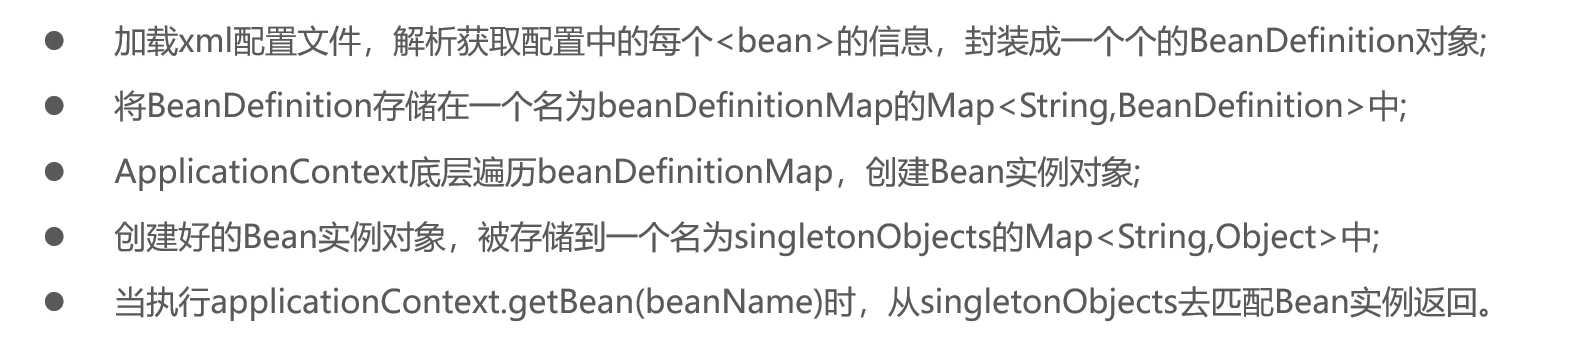 ● 加载xml配置文件，解析获取配置中的每个<bean>的信息，封装成一个个的BeanDefinition对象;
● 将BeanDefinition存储在一个名为beanDefinitionMap的Map<String,BeanDefinition>中;
● ApplicationContext底层遍历beanDefinitionMap，创建Bean实例对象;
● 创建好的Bean实例对象，被存储到一个名为singletonObjects的Map<String,Object>中;
● 当执行applicationContext.getBean(beanName)时，从singletonObjects去匹配Bean实例返回。